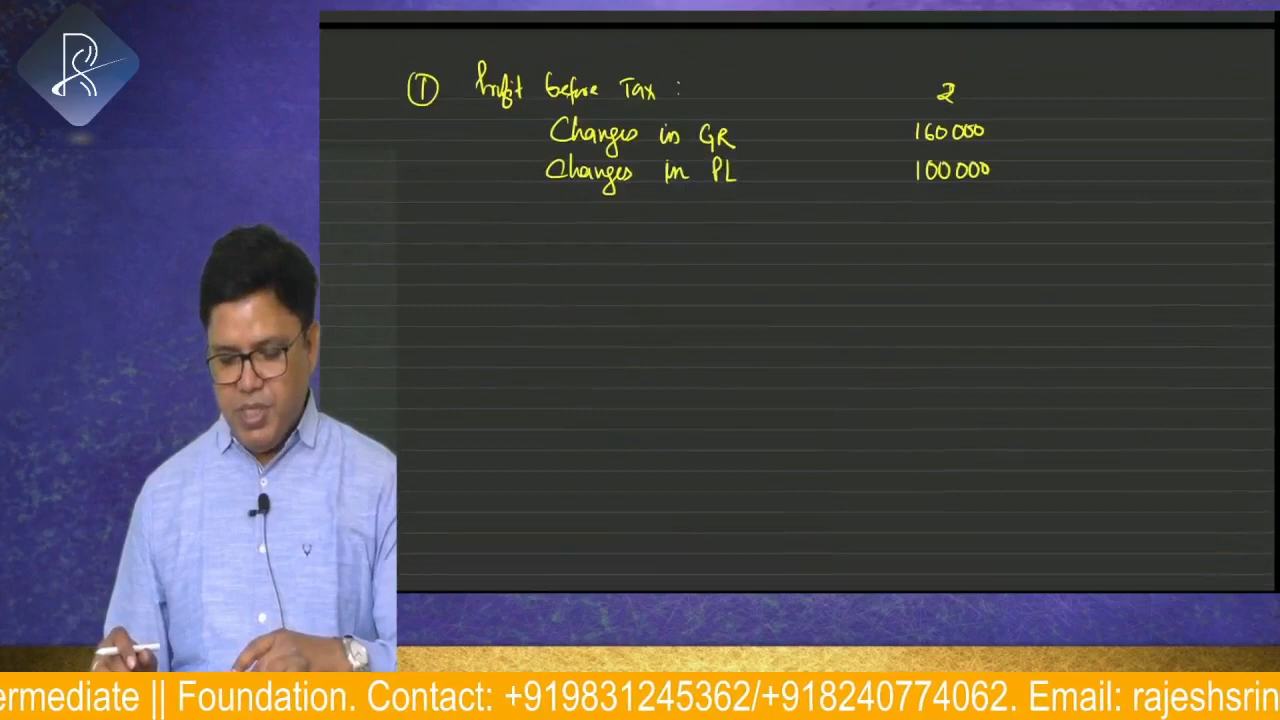 ① Profit before Tax : ₹
Changes in GR 160000
Changes in PL 100000
ermediate || Foundation. Contact: +919831245362/+918240774062. Email: rajeshsrin